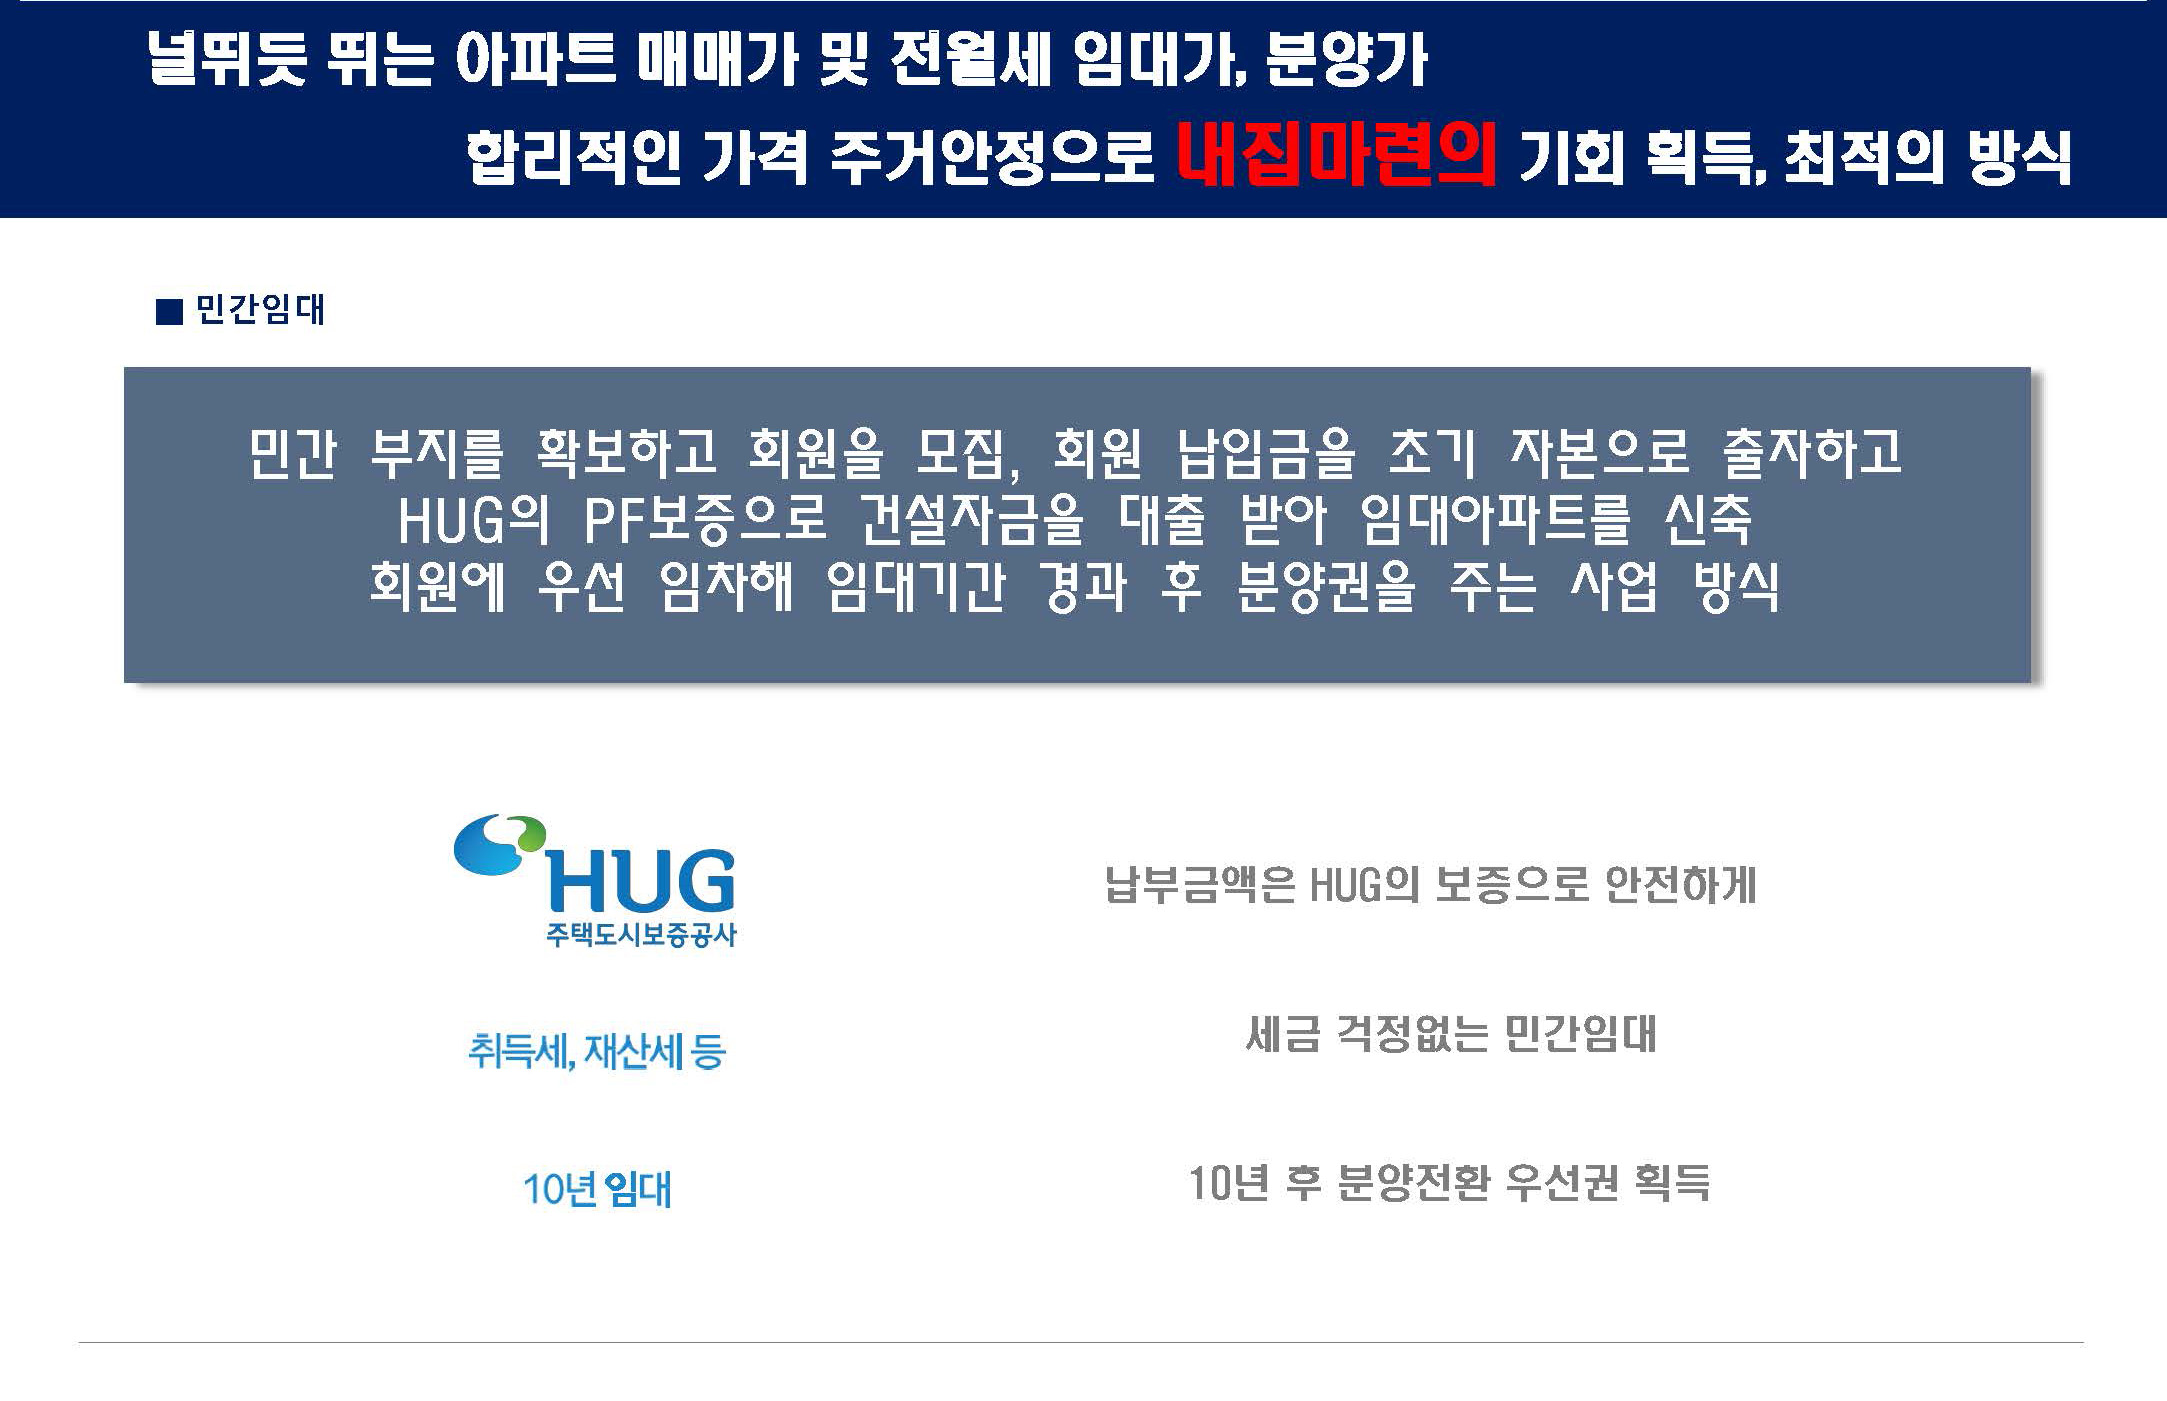 널뛰듯 뛰는 아파트 매매가 및 전월세 임대가, 분양가
합리적인 가격 주거안정으로 내집마련의 기회 획득, 최적의 방식
■ 민간임대
민간 부지를 확보하고 회원을 모집, 회원 납입금을 초기 자본으로 출자하고
HUG의 PF보증으로 건설자금을 대출 받아 임대아파트를 신축
회원에 우선 임차해 임대기간 경과 후 분양권을 주는 사업 방식
HUG
주택도시보증공사
납부금액은 HUG의 보증으로 안전하게
취득세, 재산세 등
세금 걱정없는 민간임대
10년 임대
10년 후 분양전환 우선권 획득